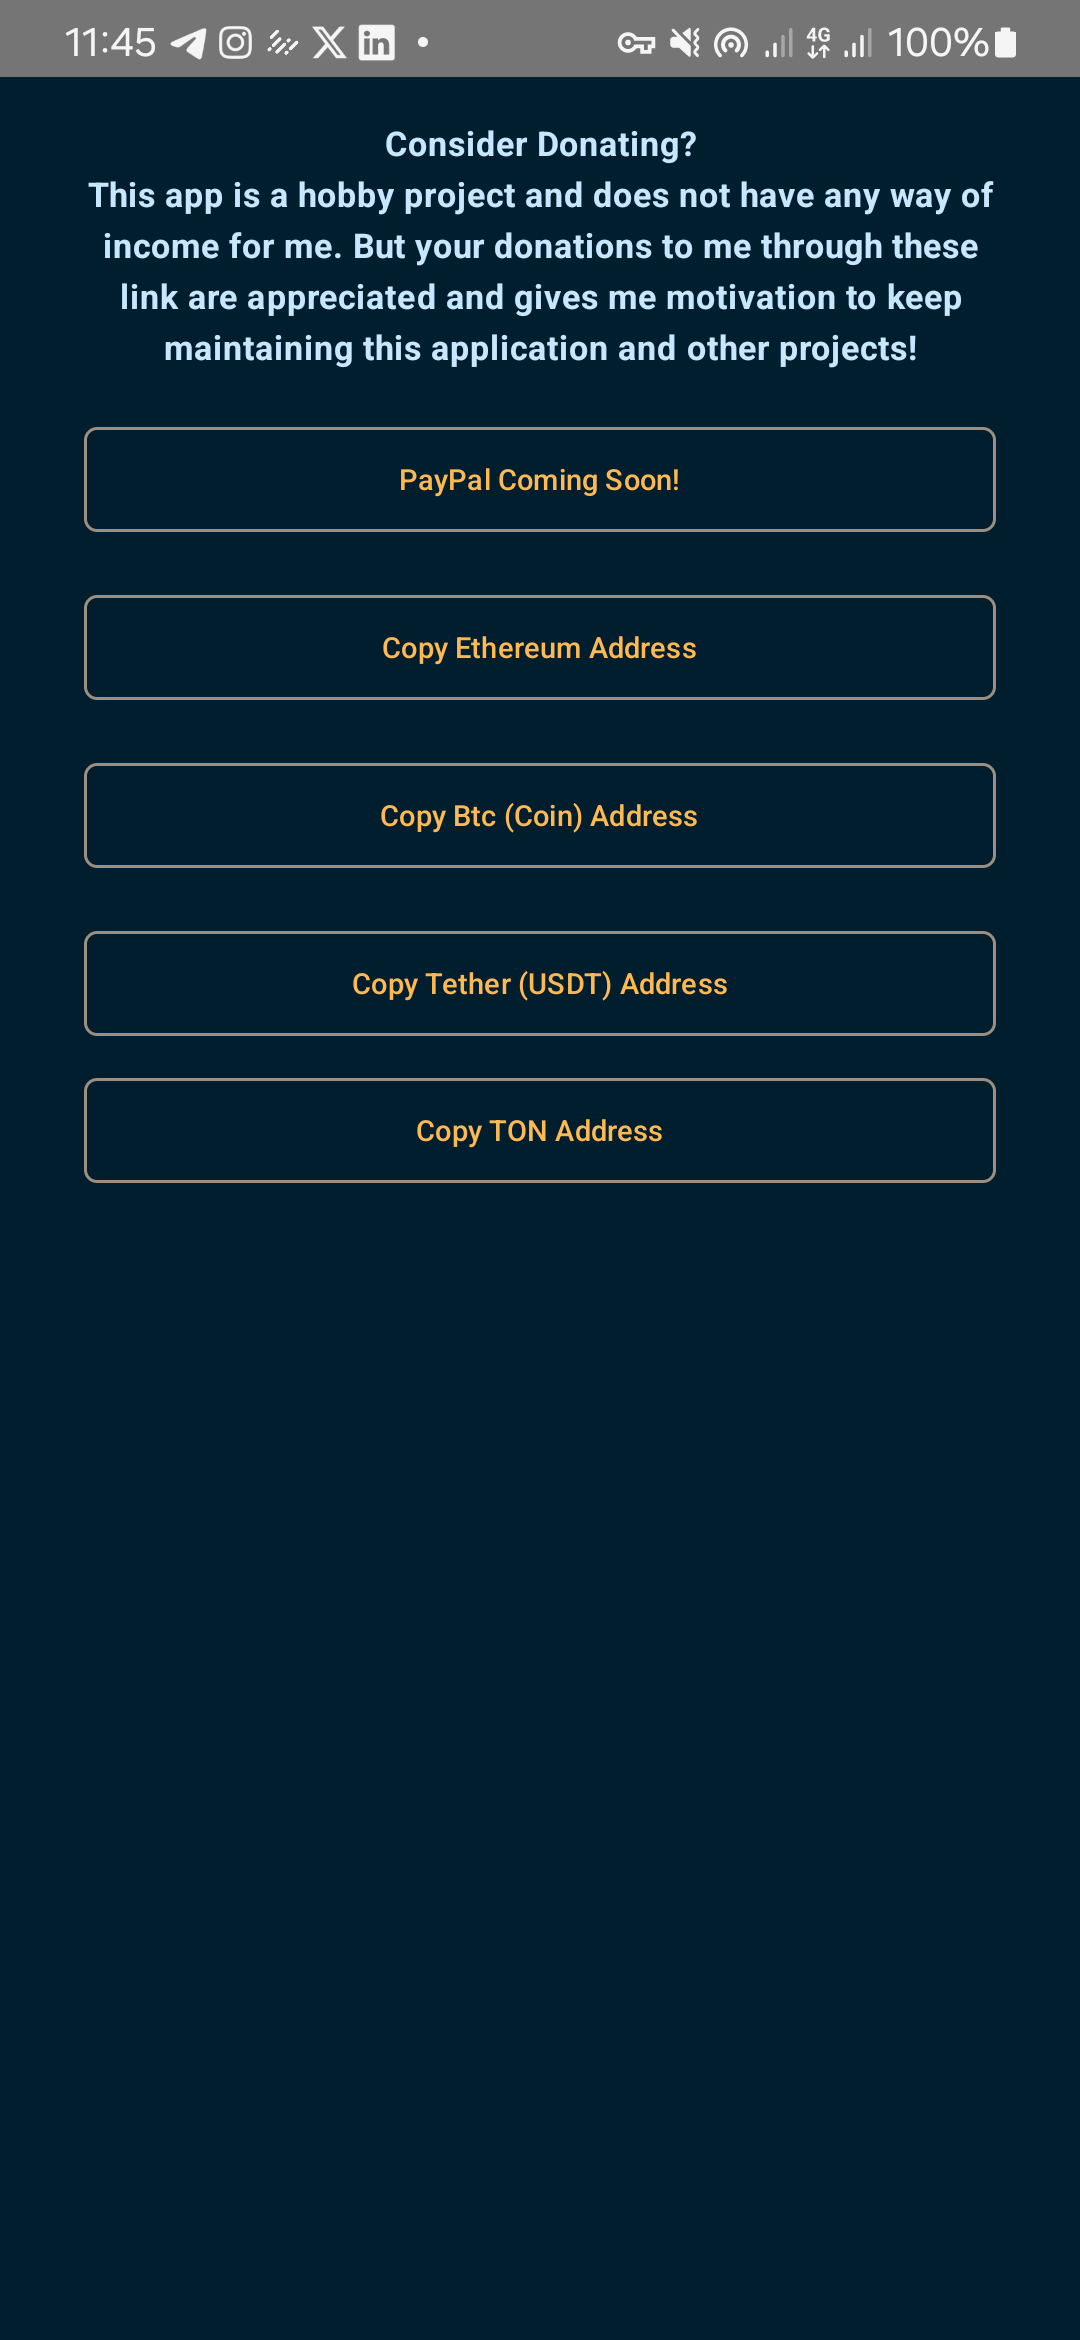 11:45
4G
100%
Consider Donating?
This app is a hobby project and does not have any way of
income for me. But your donations to me through these
link are appreciated and gives me motivation to keep
maintaining this application and other projects!
PayPal Coming Soon!
Copy Ethereum Address
Copy Btc (Coin) Address
Copy Tether (USDT) Address
Copy TON Address